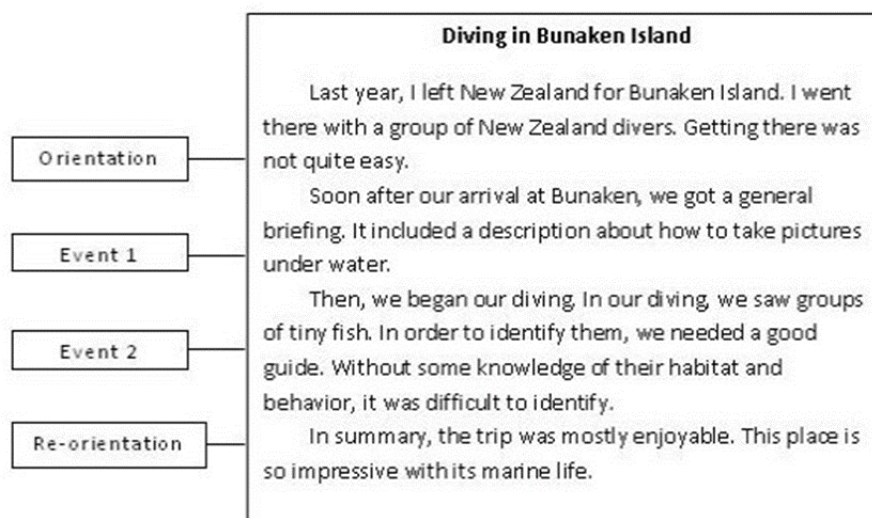 Diving in Bunaken Island
Last year, I left New Zealand for Bunaken Island. I went
there with a group of New Zealand divers. Getting there was
not quite easy.
Orientation
Soon after our arrival at Bunaken, we got a general
briefing. It included a description about how to take pictures
under water.
Event 1
Then, we began our diving. In our diving, we saw groups
of tiny fish. In order to identify them, we needed a good
guide. Without some knowledge of their habitat and
behavior, it was difficult to identify.
Event 2
In summary, the trip was mostly enjoyable. This place is
so impressive with its marine life.
Re-orientation